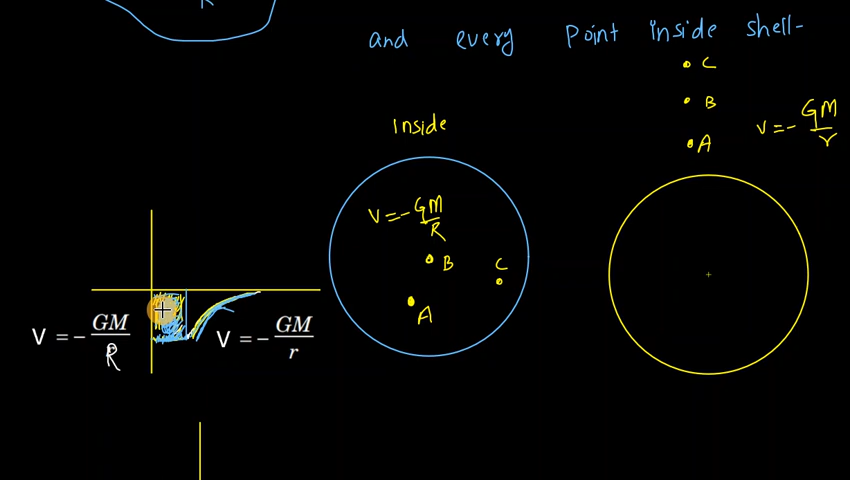 R
and every Point Inside shell-
C
B
A
V = - GM/r
Inside
V = - GM/R
B
C
A
V = - GM/R
V = - GM/r